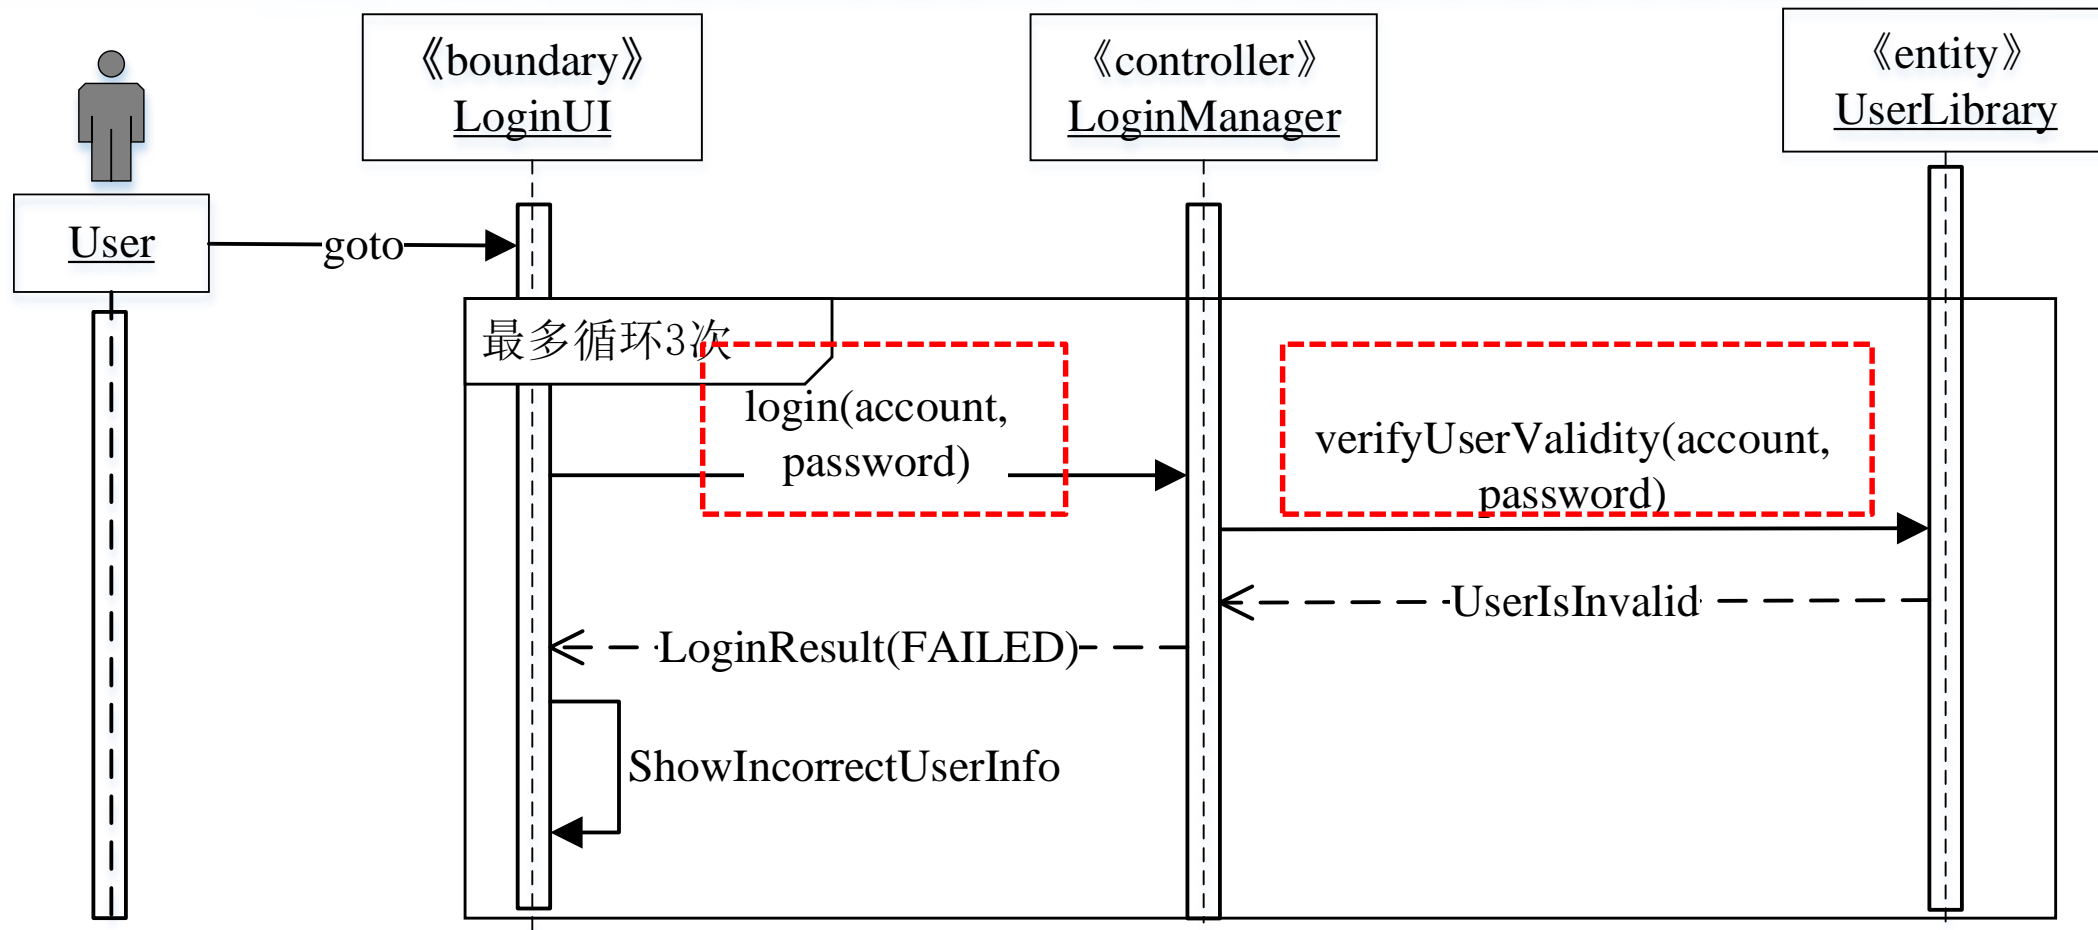 《boundary》
LoginUI
《controller》
LoginManager
《entity》
UserLibrary
User
goto
最多循环3次
login(account,
password)
verifyUserValidity(account,
password)
UserIsInvalid
LoginResult(FAILED)
ShowIncorrectUserInfo